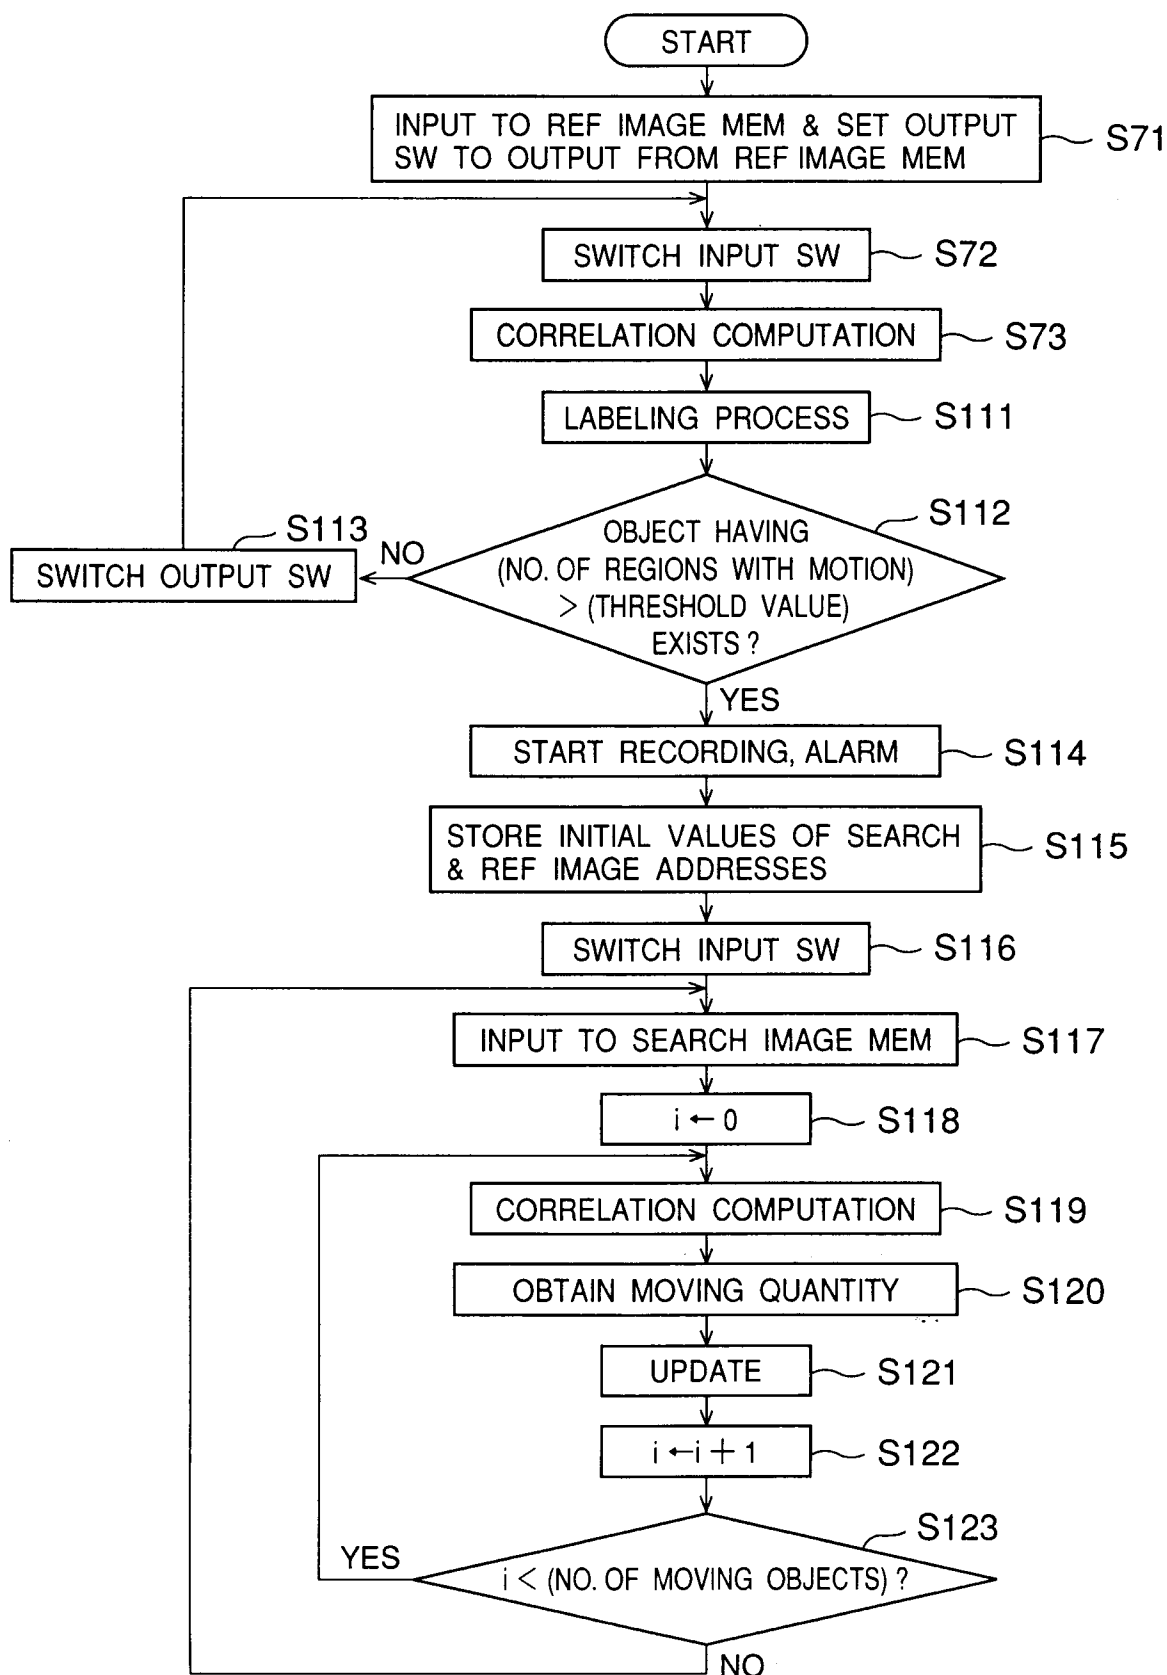 START
INPUT TO REF IMAGE MEM & SET OUTPUT
SW TO OUTPUT FROM REF IMAGE MEM
S71
SWITCH INPUT SW
S72
CORRELATION COMPUTATION
S73
LABELING PROCESS
S111
S112
OBJECT HAVING
(NO. OF REGIONS WITH MOTION)
> (THRESHOLD VALUE)
EXISTS ?
S113
NO
SWITCH OUTPUT SW
YES
START RECORDING, ALARM
S114
STORE INITIAL VALUES OF SEARCH
& REF IMAGE ADDRESSES
S115
SWITCH INPUT SW
S116
INPUT TO SEARCH IMAGE MEM
S117
i ← 0
S118
CORRELATION COMPUTATION
S119
OBTAIN MOVING QUANTITY
S120
UPDATE
S121
i ← i + 1
S122
S123
YES
i < (NO. OF MOVING OBJECTS) ?
NO